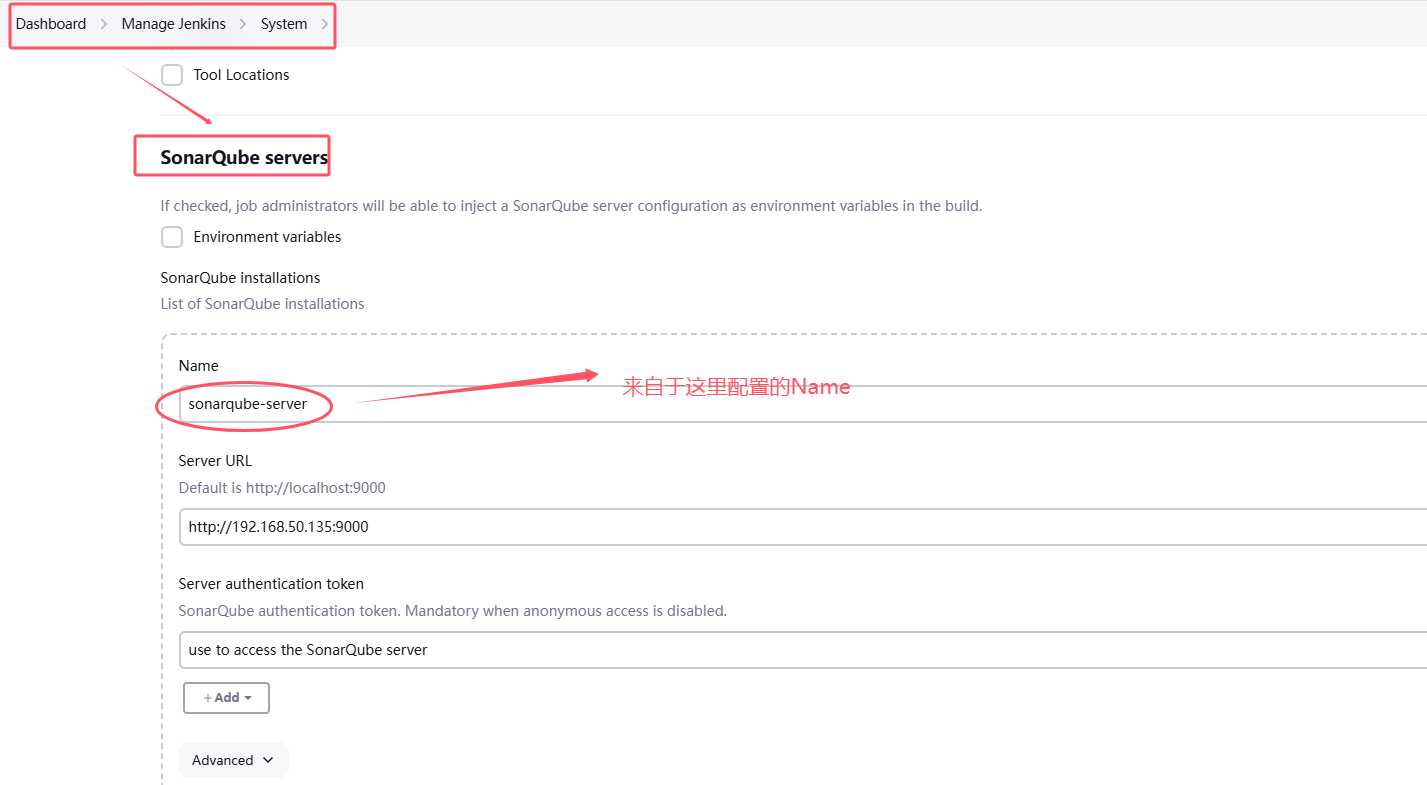 Dashboard > Manage Jenkins > System >
Tool Locations
SonarQube servers
If checked, job administrators will be able to inject a SonarQube server configuration as environment variables in the build.
Environment variables
SonarQube installations
List of SonarQube installations
Name
sonarqube-server
来自于这里配置的Name
Server URL
Default is http://localhost:9000
http://192.168.50.135:9000
Server authentication token
SonarQube authentication token. Mandatory when anonymous access is disabled.
use to access the SonarQube server
+ Add
Advanced